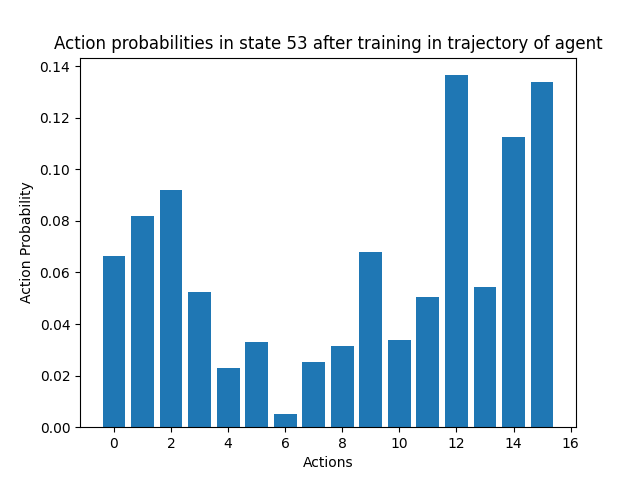 Action probabilities in state 53 after training in trajectory of agent
0.14
0.12
0.10
0.08
0.06
0.04
0.02
0.00
Action Probability
0 2 4 6 8 10 12 14 16
Actions